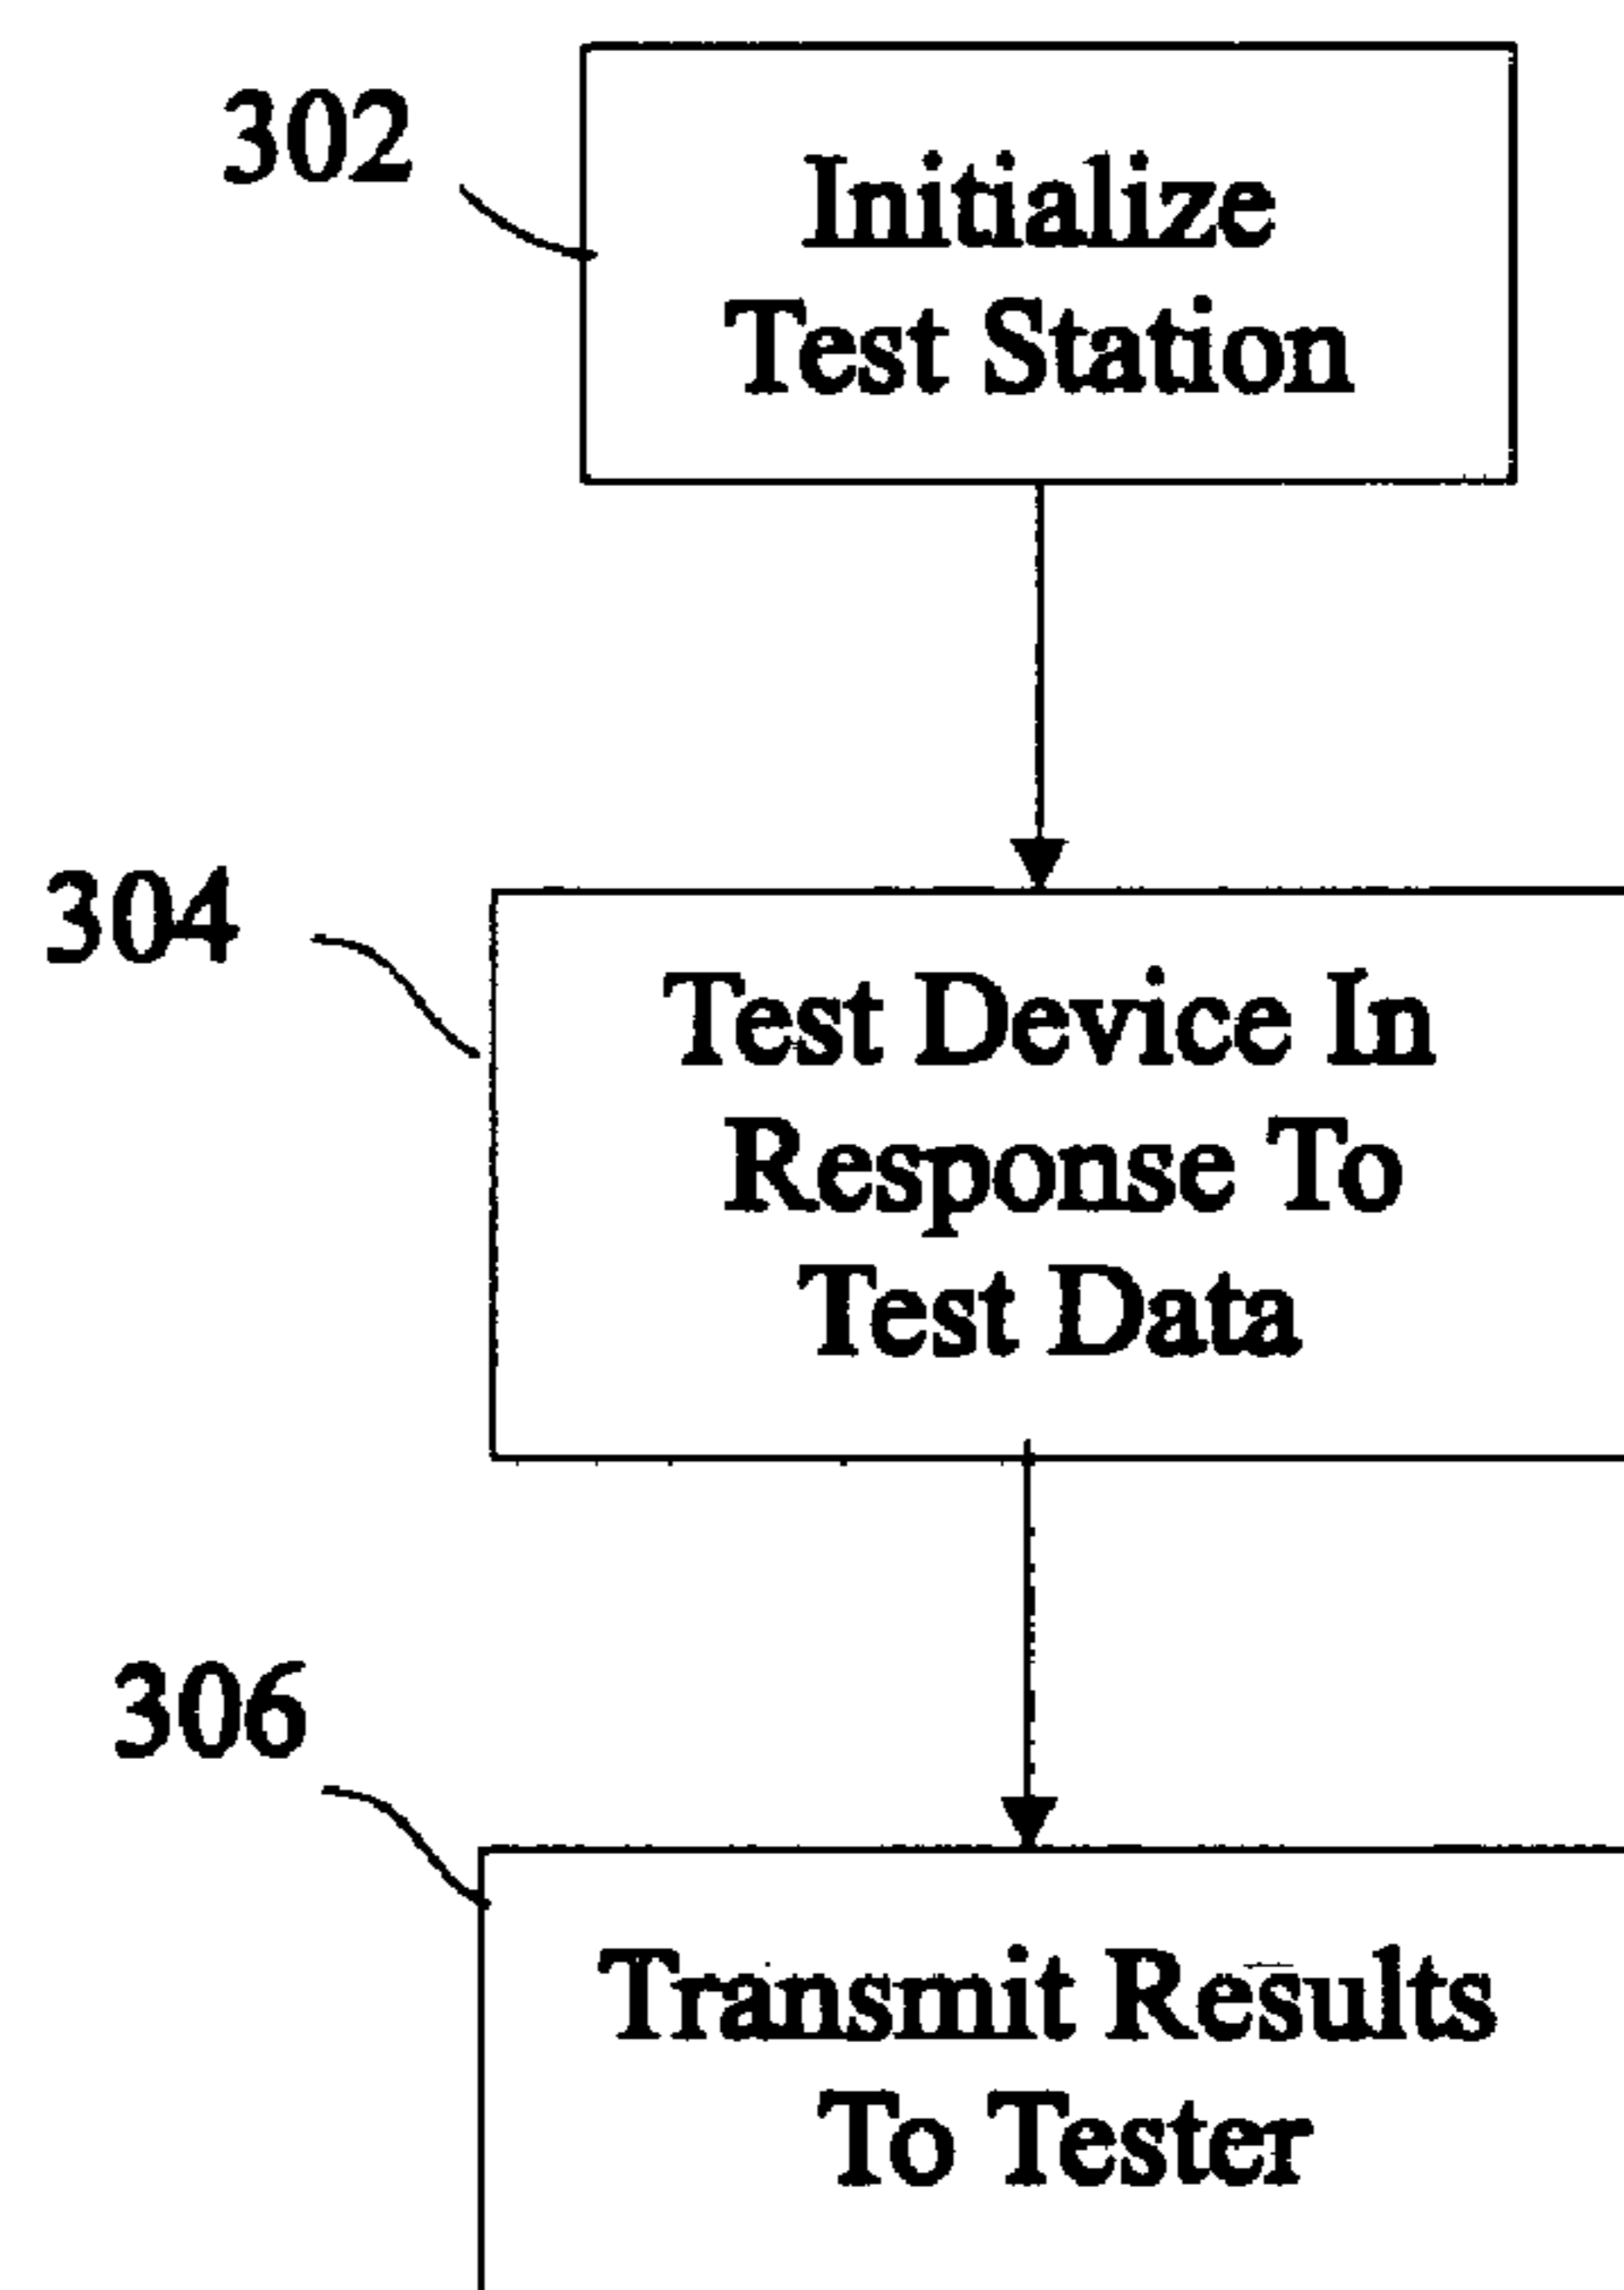 302
Initialize
Test Station
304
Test Device In
Response To
Test Data
306
Transmit Results
To Tester